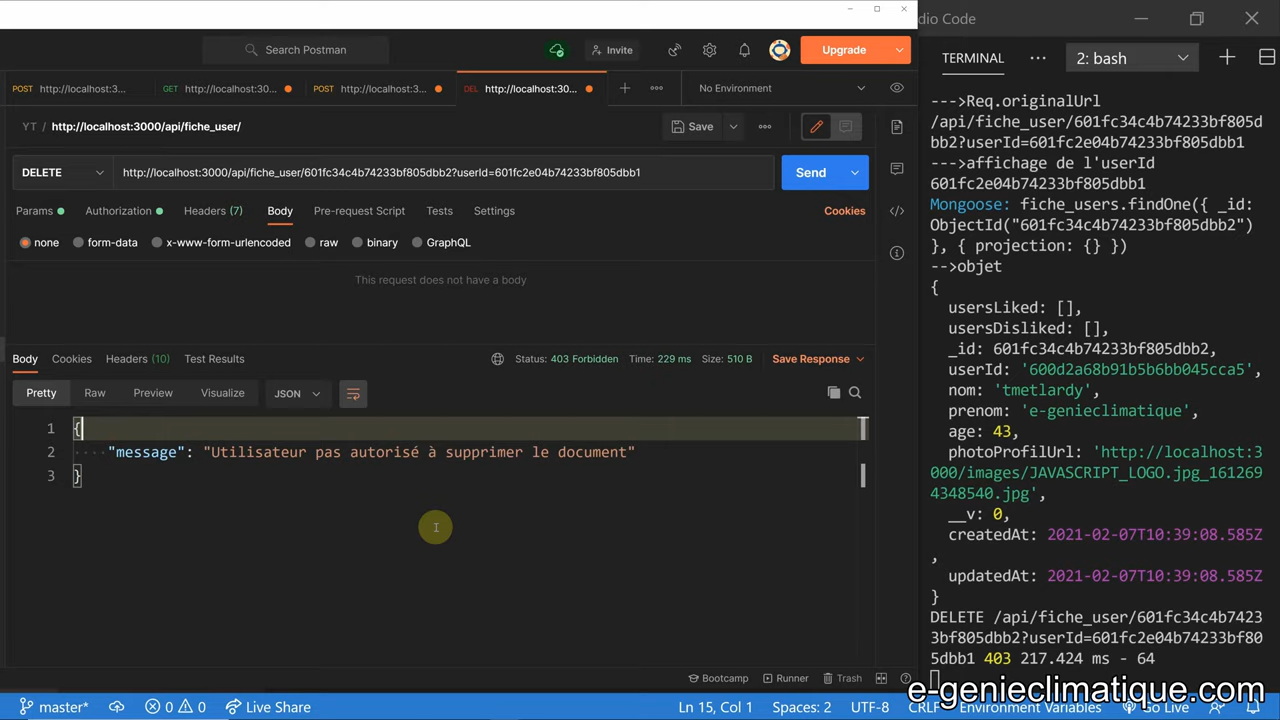 Search Postman
Invite
Upgrade
POST http://localhost:3...
GET http://localhost:30...
POST http://localhost:3...
DEL http://localhost:30...
No Environment
YT / http://localhost:3000/api/fiche_user/
Save
DELETE
http://localhost:3000/api/fiche_user/601fc34c4b74233bf805dbb2?userId=601fc2e04b74233bf805dbb1
Send
Params
Authorization
Headers (7)
Body
Pre-request Script
Tests
Settings
Cookies
none
form-data
x-www-form-urlencoded
raw
binary
GraphQL
This request does not have a body
Body
Cookies
Headers (10)
Test Results
Status: 403 Forbidden
Time: 229 ms
Size: 510 B
Save Response
Pretty
Raw
Preview
Visualize
JSON
1 {
2 "message": "Utilisateur pas autorisé à supprimer le document"
3 }
Bootcamp
Runner
Trash
dio Code
TERMINAL
2: bash
--->Req.originalUrl
/api/fiche_user/601fc34c4b74233bf805d
bb2?userId=601fc2e04b74233bf805dbb1
--->affichage de l'userId
601fc2e04b74233bf805dbb1
Mongoose: fiche_users.findOne({ _id:
ObjectId("601fc34c4b74233bf805dbb2")
}, { projection: {} })
-->objet
{
usersLiked: [],
usersDisliked: [],
_id: 601fc34c4b74233bf805dbb2,
userId: '600d2a68b91b5b6bb045cca5',
nom: 'tmetlardy',
prenom: 'e-genieclimatique',
age: 43,
photoProfilUrl: 'http://localhost:3
000/images/JAVASCRIPT_LOGO.jpg_161269
4348540.jpg',
__v: 0,
createdAt: 2021-02-07T10:39:08.585Z
,
updatedAt: 2021-02-07T10:39:08.585Z
}
DELETE /api/fiche_user/601fc34c4b7423
3bf805dbb2?userId=601fc2e04b74233bf80
5dbb1 403 217.424 ms - 64
e-genieclimatique.com
master*
0
0
Live Share
Ln 15, Col 1
Spaces: 2
UTF-8
CRLF
Environment Variables
Go Live